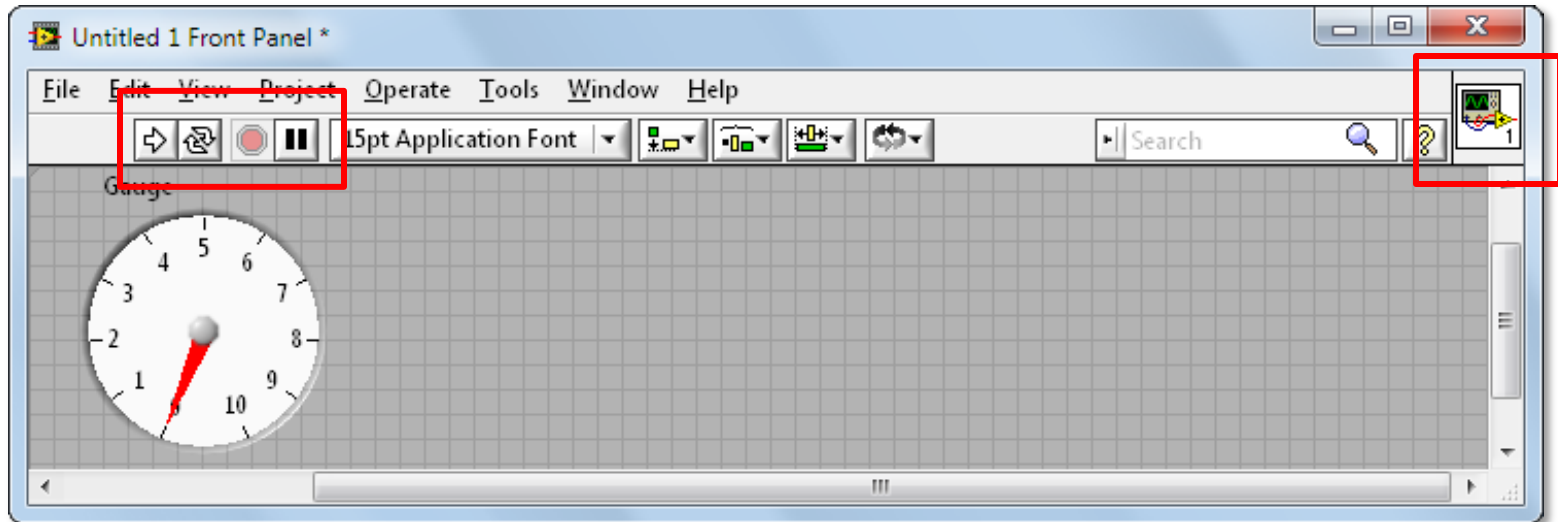 Untitled 1 Front Panel *
File Edit View Project Operate Tools Window Help
15pt Application Font Search ? 1
Gauge
0 1 2 3 4 5 6 7 8 9 10